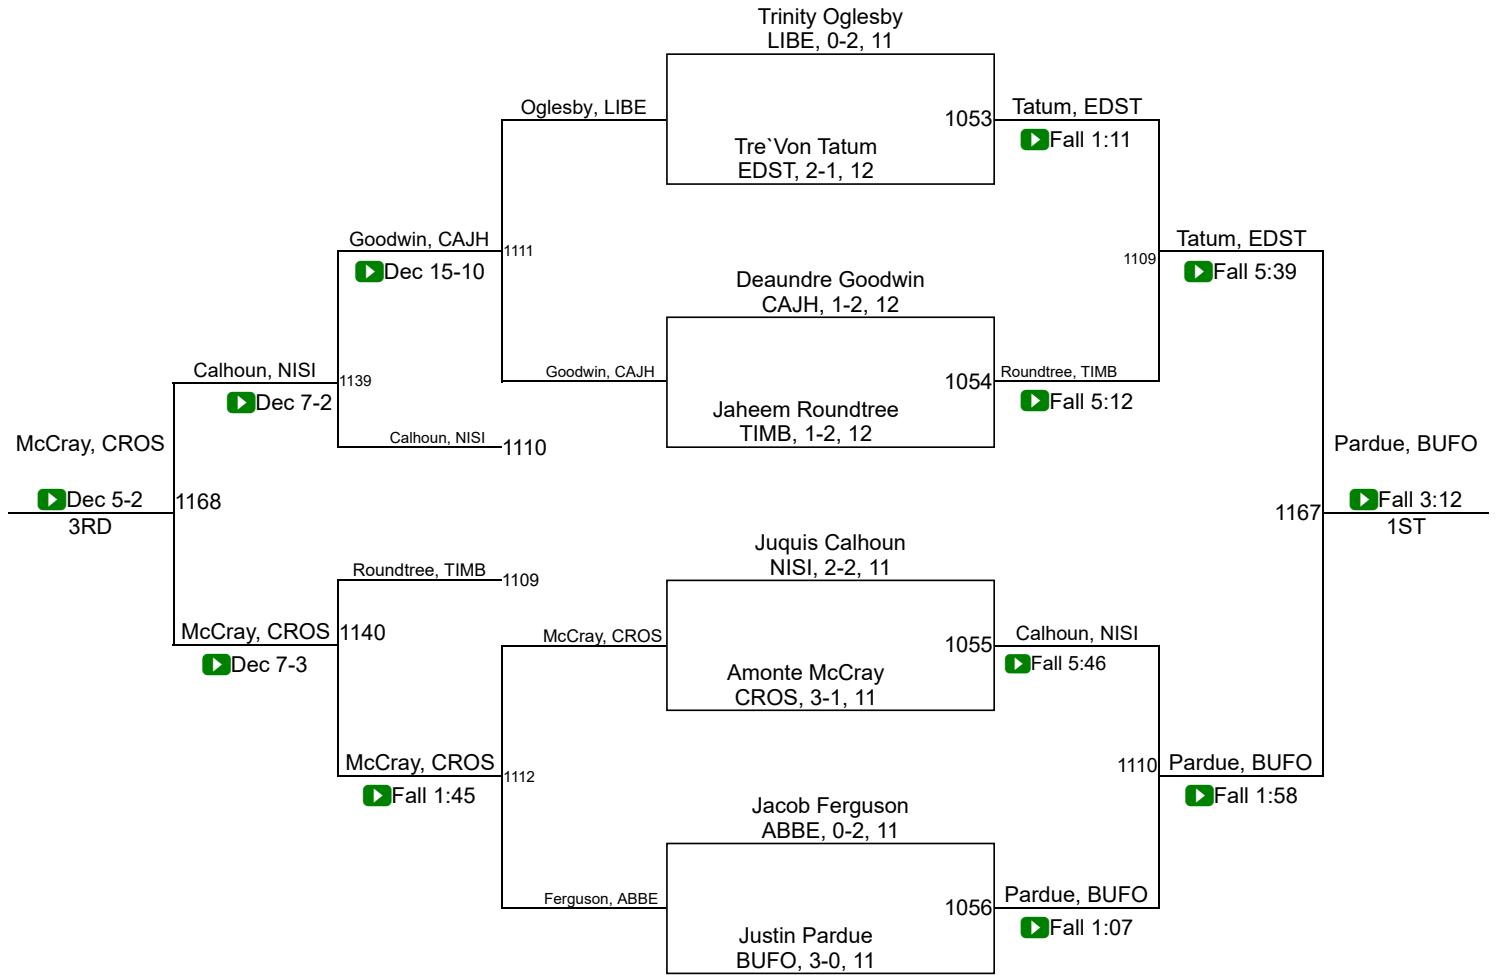 Trinity Oglesby
LIBE, 0-2, 11
Oglesby, LIBE
1053
Tatum, EDST
Fall 1:11
Tre`Von Tatum
EDST, 2-1, 12
Goodwin, CAJH
1111
Dec 15-10
Tatum, EDST
1109
Fall 5:39
Deaundre Goodwin
CAJH, 1-2, 12
Calhoun, NISI
1139
Dec 7-2
Goodwin, CAJH
1054
Roundtree, TIMB
Fall 5:12
Jaheem Roundtree
TIMB, 1-2, 12
McCray, CROS
Calhoun, NISI
1110
Pardue, BUFO
Dec 5-2
1168
3RD
1167
Fall 3:12
1ST
Juquis Calhoun
NISI, 2-2, 11
Roundtree, TIMB
1109
McCray, CROS
1140
Dec 7-3
McCray, CROS
1055
Calhoun, NISI
Fall 5:46
Amonte McCray
CROS, 3-1, 11
McCray, CROS
1112
Fall 1:45
1110
Pardue, BUFO
Fall 1:58
Jacob Ferguson
ABBE, 0-2, 11
Ferguson, ABBE
1056
Pardue, BUFO
Fall 1:07
Justin Pardue
BUFO, 3-0, 11